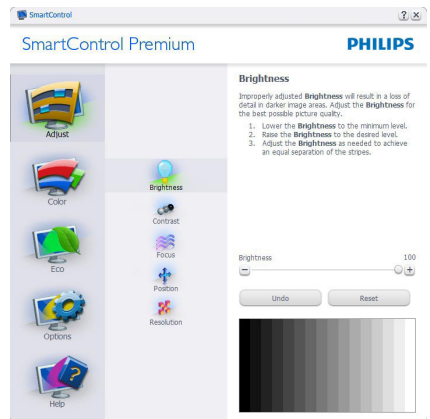 SmartControl
SmartControl Premium
PHILIPS
Adjust
Color
Eco
Options
Help
Brightness
Contrast
Focus
Position
Resolution
Brightness
Improperly adjusted Brightness will result in a loss of
detail in darker image areas. Adjust the Brightness for
the best possible picture quality.
1. Lower the Brightness to the minimum level.
2. Raise the Brightness to the desired level.
3. Adjust the Brightness as needed to achieve
an equal separation of the stripes.
Brightness 100
Undo
Reset